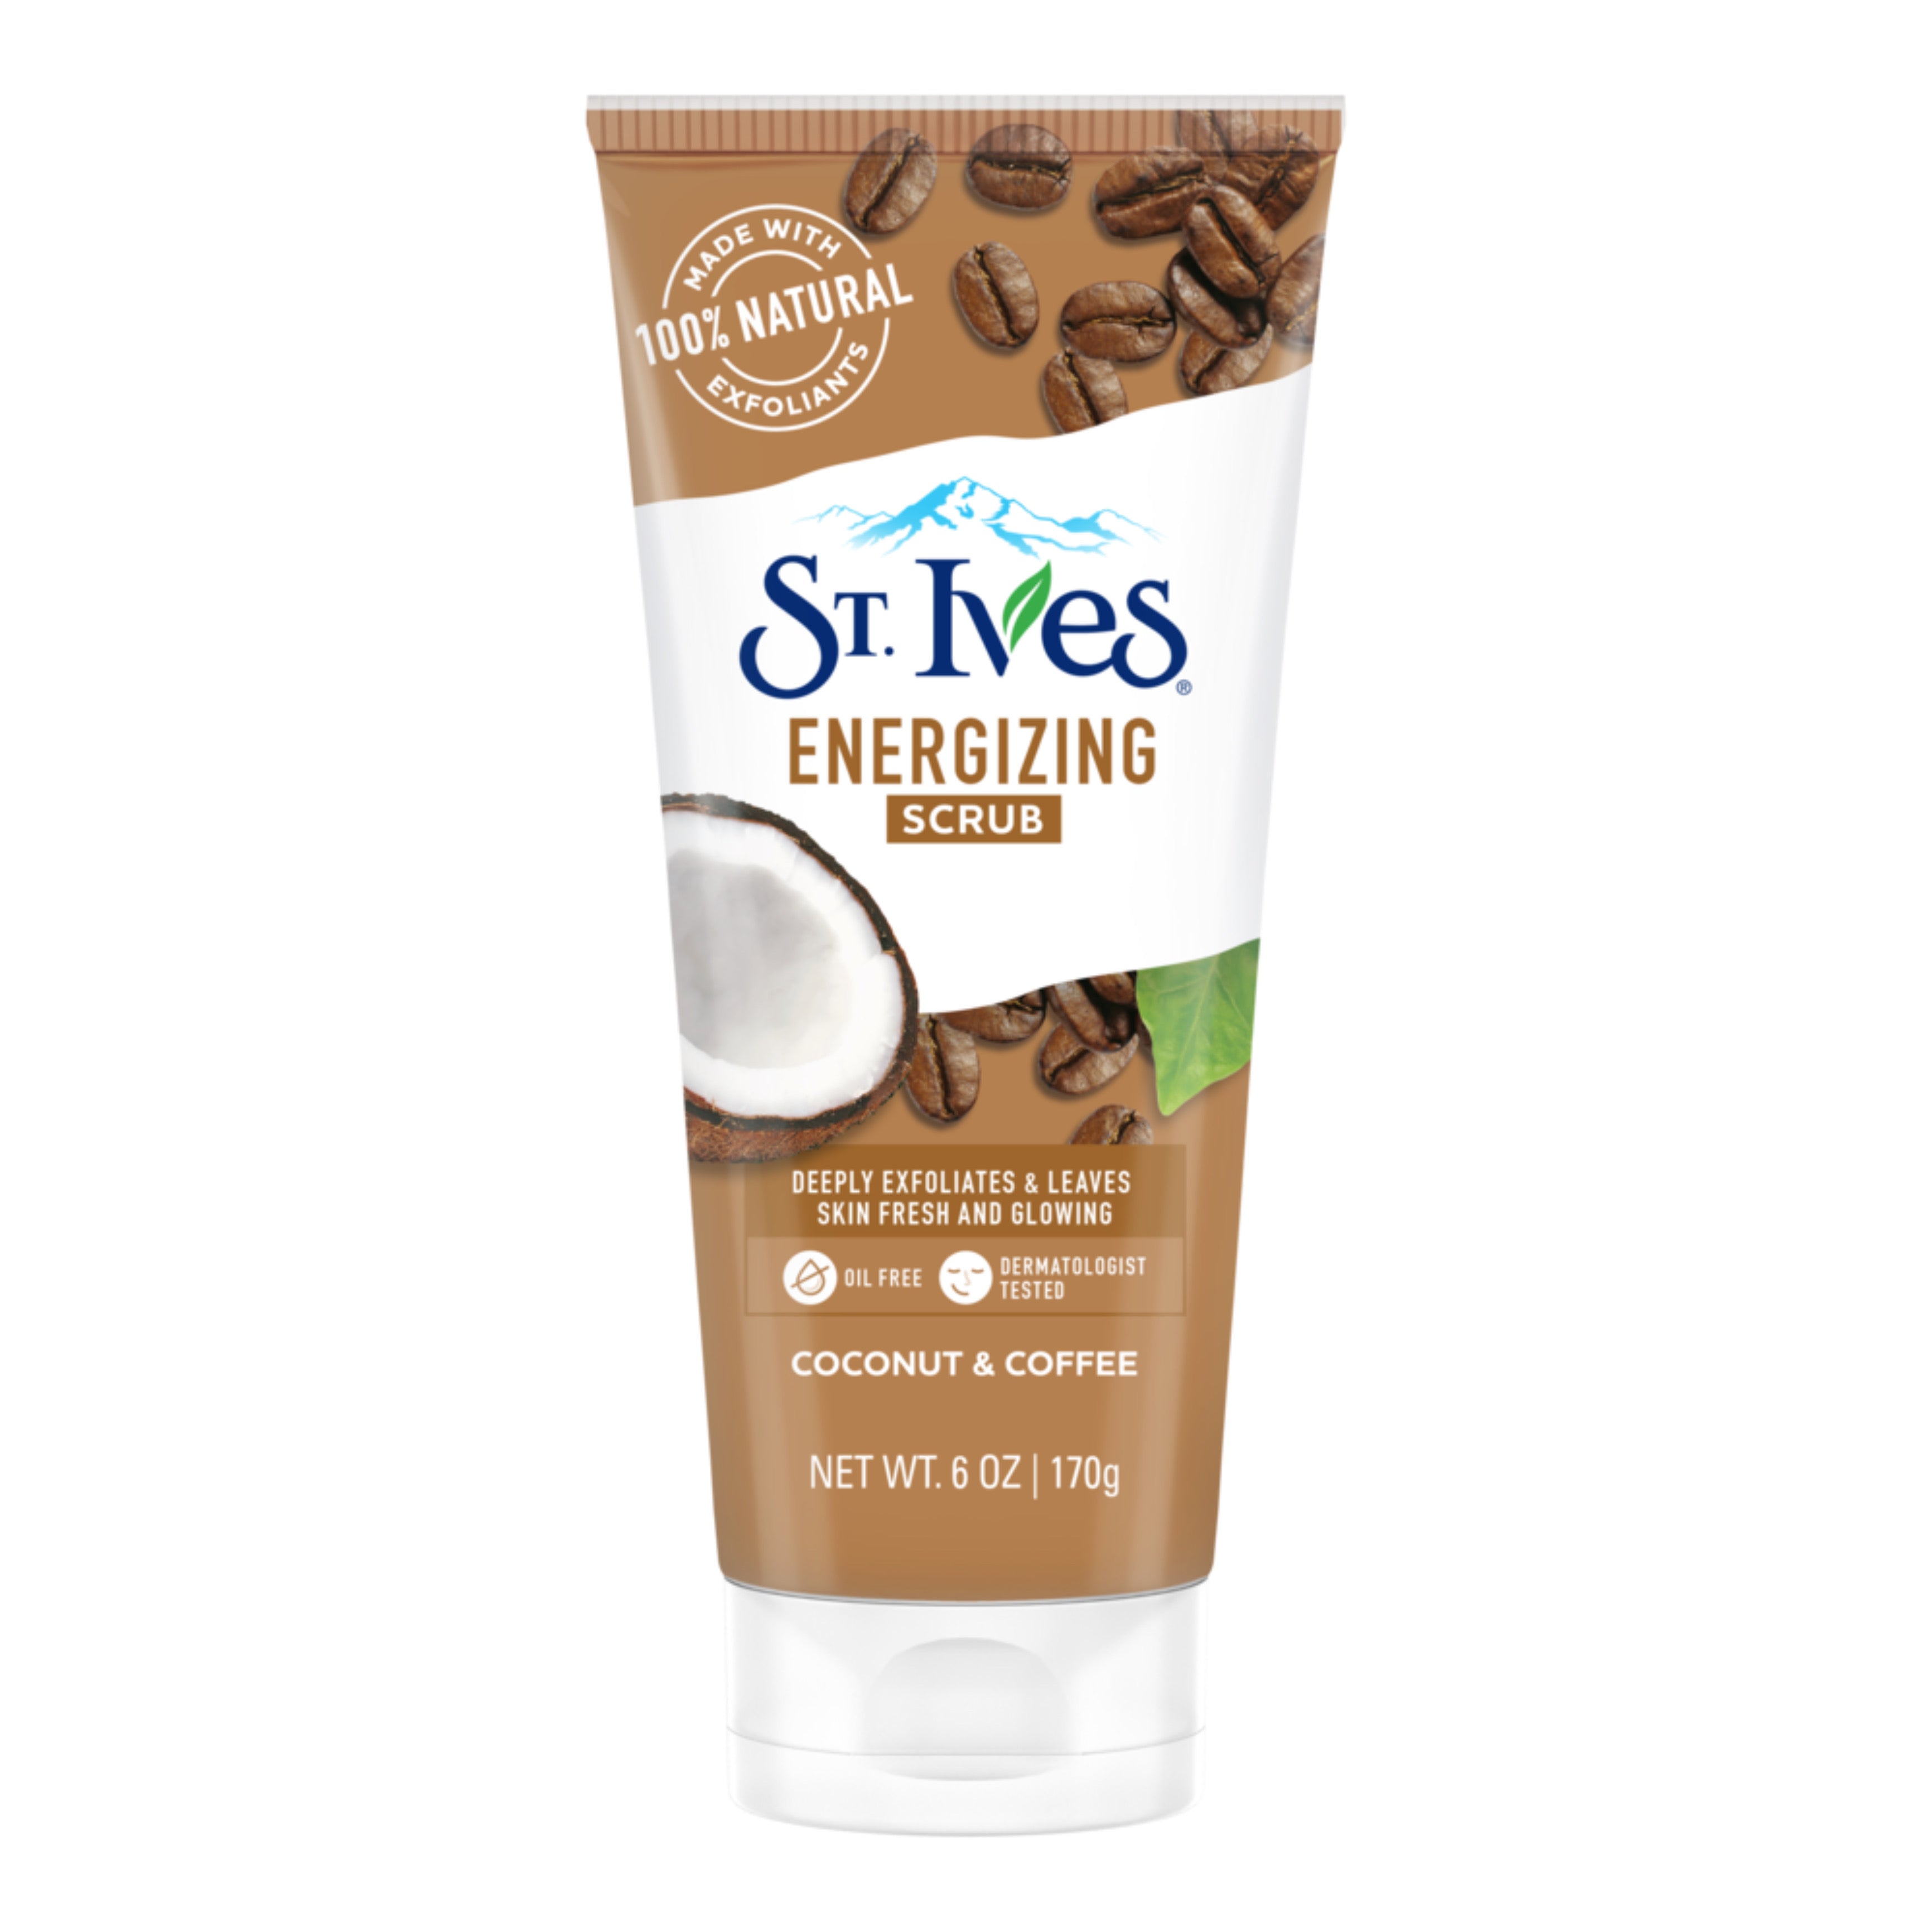 MADE WITH
100% NATURAL
EXFOLIANTS
ST. IVES®
ENERGIZING
SCRUB
DEEPLY EXFOLIATES & LEAVES
SKIN FRESH AND GLOWING
OIL FREE
DERMATOLOGIST
TESTED
COCONUT & COFFEE
NET WT. 6 OZ | 170g